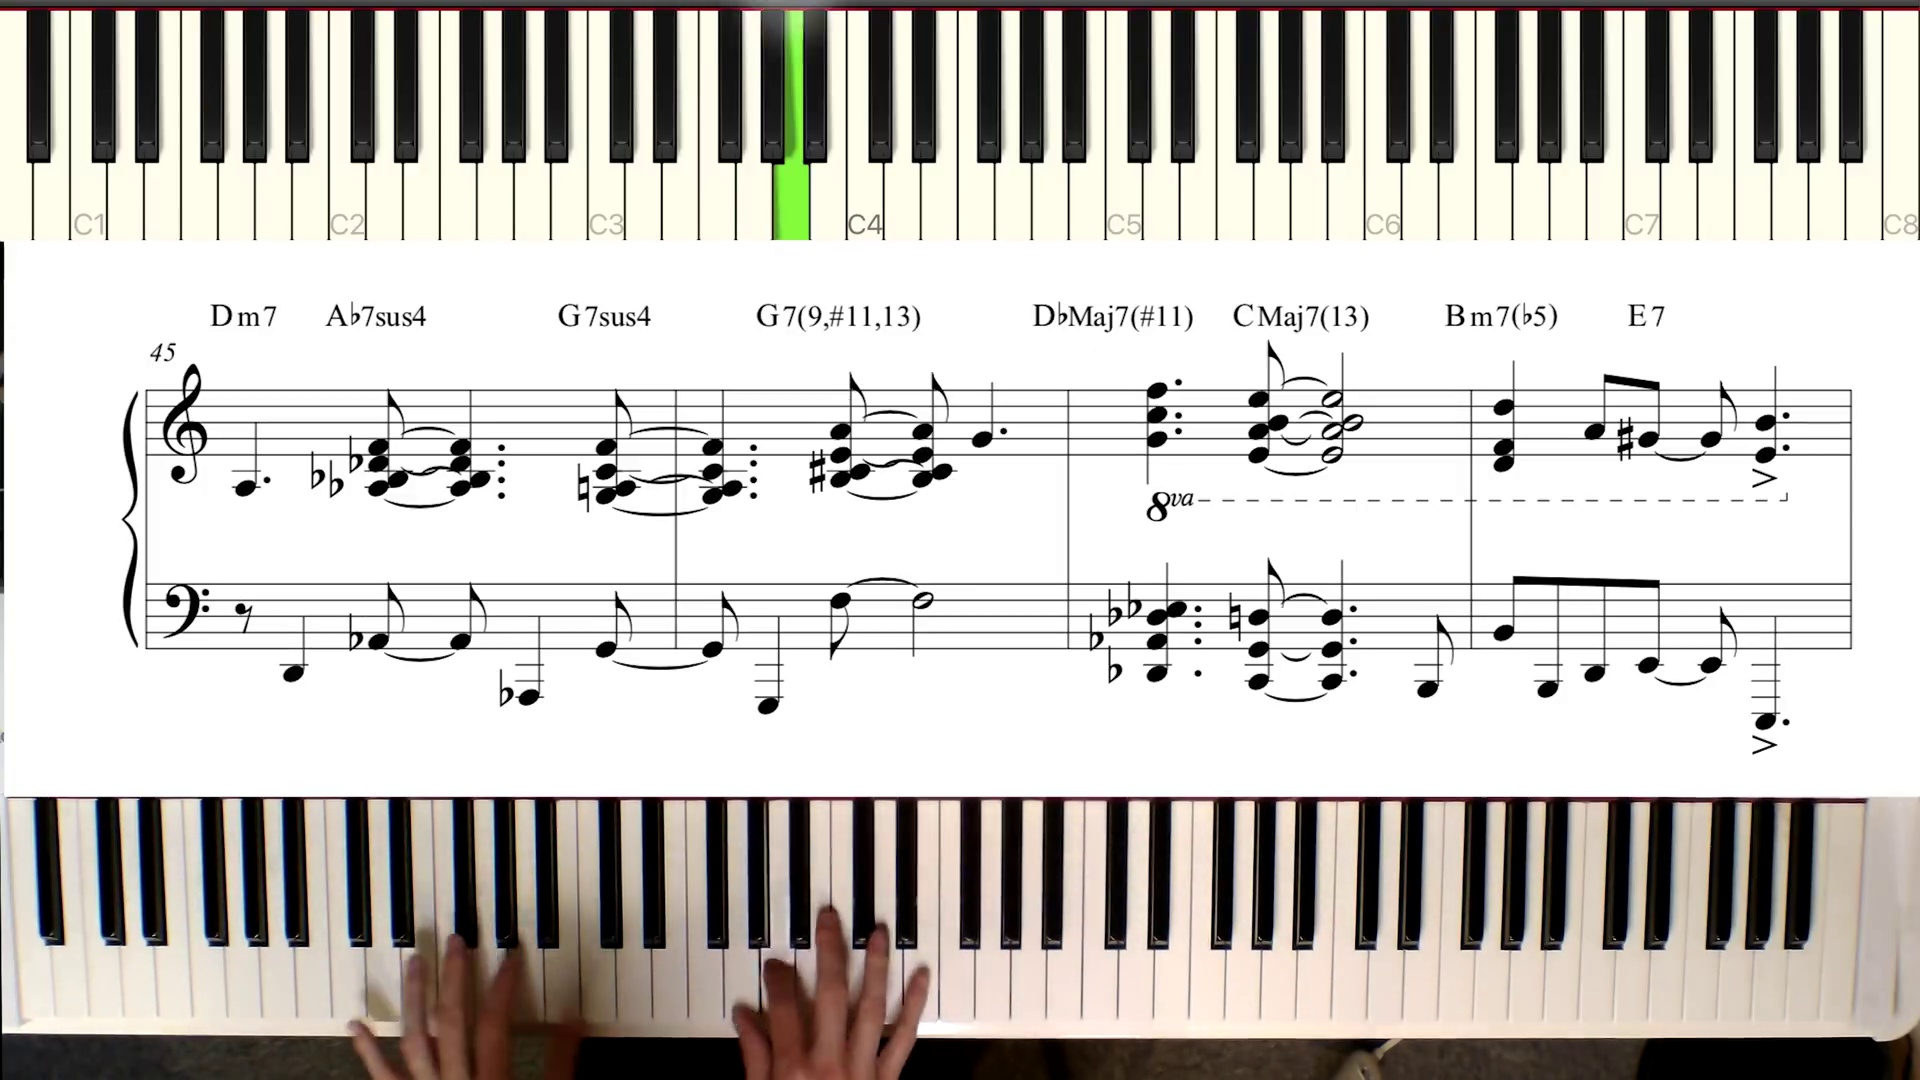 C1 C2 C3 C4 C5 C6 C7 C8
Dm7 A♭7sus4 G7sus4 G7(9,#11,13) D♭Maj7(#11) CMaj7(13) Bm7(♭5) E7
45
8va